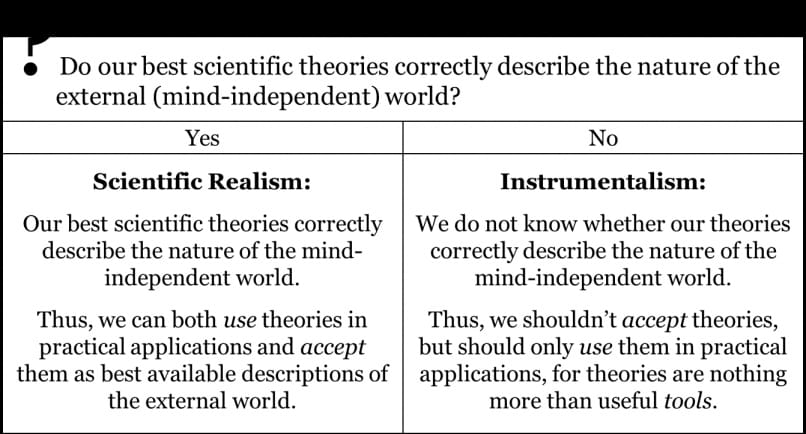 ?
Do our best scientific theories correctly describe the nature of the
external (mind-independent) world?
Yes
No
Scientific Realism:
Our best scientific theories correctly
describe the nature of the mind-
independent world.
Thus, we can both use theories in
practical applications and accept
them as best available descriptions of
the external world.
Instrumentalism:
We do not know whether our theories
correctly describe the nature of the
mind-independent world.
Thus, we shouldn’t accept theories,
but should only use them in practical
applications, for theories are nothing
more than useful tools.